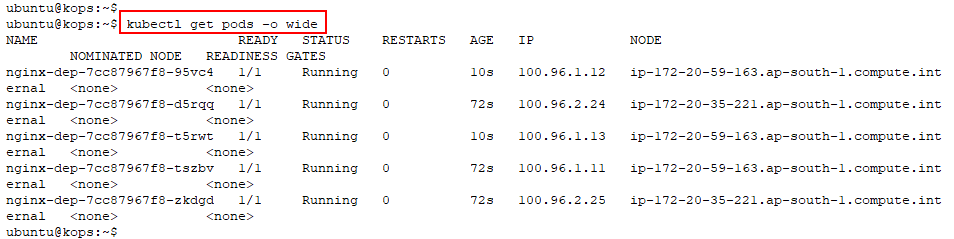 ubuntu@kops:~$
ubuntu@kops:~$ kubectl get pods -o wide
NAME READY STATUS RESTARTS AGE IP NODE
NOMINATED NODE READINESS GATES
nginx-dep-7cc87967f8-95vc4 1/1 Running 0 10s 100.96.1.12 ip-172-20-59-163.ap-south-1.compute.int
ernal <none> <none>
nginx-dep-7cc87967f8-d5rqq 1/1 Running 0 72s 100.96.2.24 ip-172-20-35-221.ap-south-1.compute.int
ernal <none> <none>
nginx-dep-7cc87967f8-t5rwt 1/1 Running 0 10s 100.96.1.13 ip-172-20-59-163.ap-south-1.compute.int
ernal <none> <none>
nginx-dep-7cc87967f8-tszbv 1/1 Running 0 72s 100.96.1.11 ip-172-20-59-163.ap-south-1.compute.int
ernal <none> <none>
nginx-dep-7cc87967f8-zkdgd 1/1 Running 0 72s 100.96.2.25 ip-172-20-35-221.ap-south-1.compute.int
ernal <none> <none>
ubuntu@kops:~$